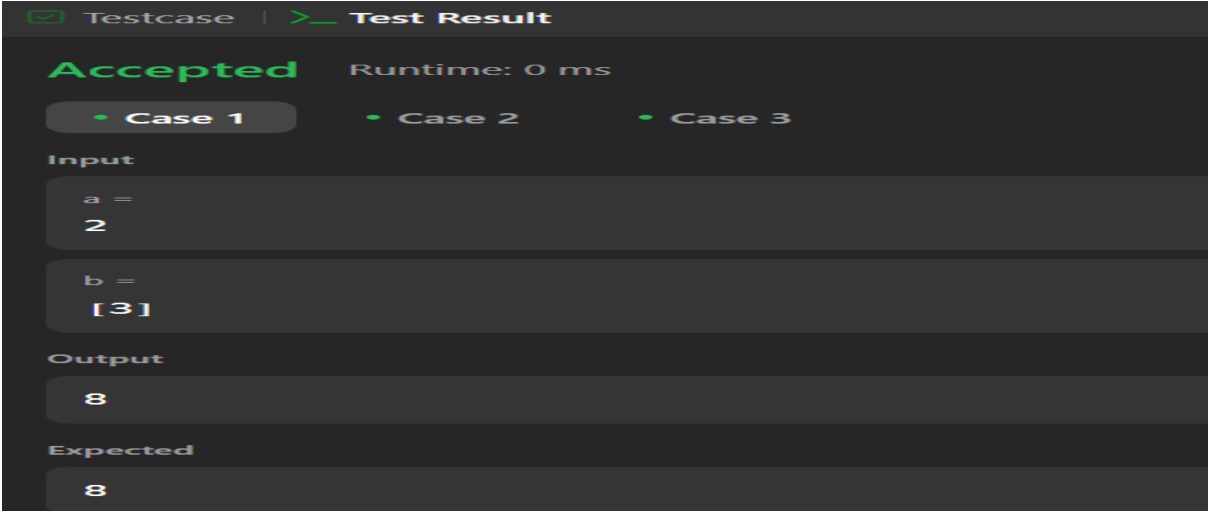 Testcase | >_ Test Result
Accepted Runtime: 0 ms
• Case 1 • Case 2 • Case 3
Input
a =
2
b =
[3]
Output
8
Expected
8